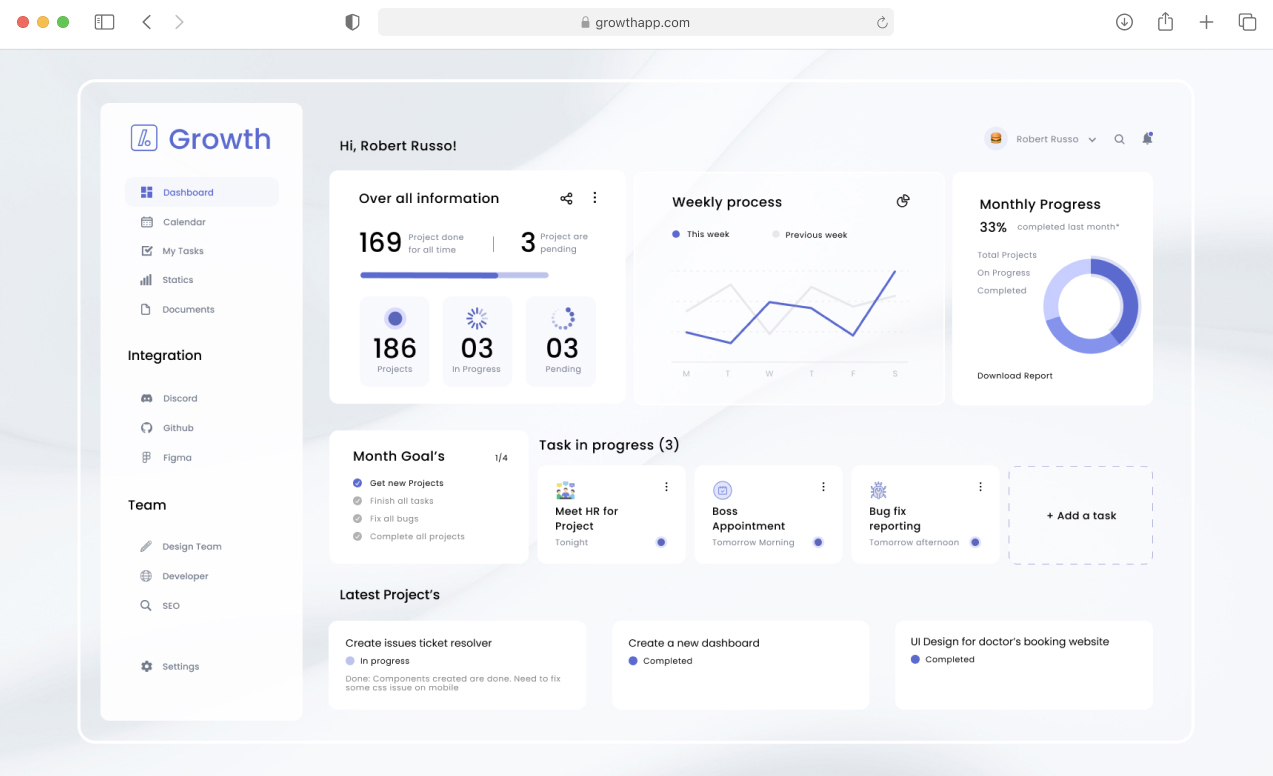 growthapp.com
Growth
Dashboard
Calendar
My Tasks
Statics
Documents
Integration
Discord
Github
Figma
Team
Design Team
Developer
SEO
Settings
Hi, Robert Russo!
Robert Russo
Over all information
169
Project done
for all time
3
Project are
pending
186
Projects
03
In Progress
03
Pending
Weekly process
This week
Previous week
M T W T F S
Monthly Progress
33% completed last month*
Total Projects
On Progress
Completed
Download Report
Month Goal's 1/4
Get new Projects
Finish all tasks
Fix all bugs
Complete all projects
Task in progress (3)
Meet HR for
Project
Tonight
Boss
Appointment
Tomorrow Morning
Bug fix
reporting
Tomorrow afternoon
+ Add a task
Latest Project's
Create issues ticket resolver
In progress
Done: Components created are done. Need to fix
some css issue on mobile
Create a new dashboard
Completed
UI Design for doctor's booking website
Completed